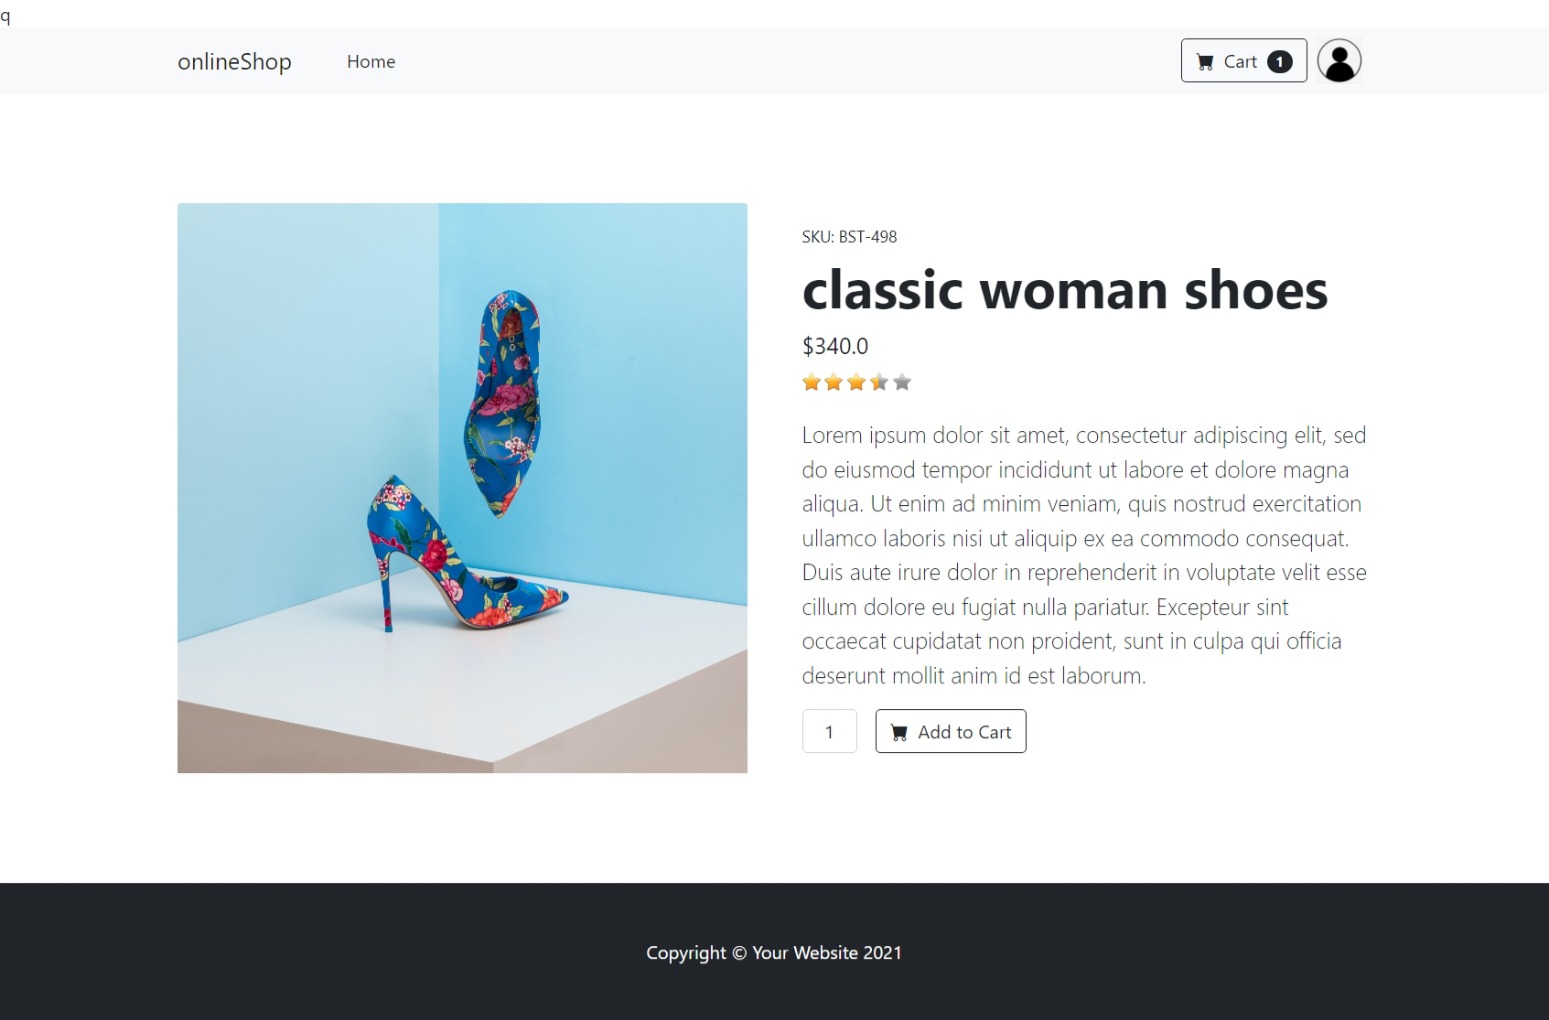 q
onlineShop Home Cart 1
SKU: BST-498
classic woman shoes
$340.0
Lorem ipsum dolor sit amet, consectetur adipiscing elit, sed
do eiusmod tempor incididunt ut labore et dolore magna
aliqua. Ut enim ad minim veniam, quis nostrud exercitation
ullamco laboris nisi ut aliquip ex ea commodo consequat.
Duis aute irure dolor in reprehenderit in voluptate velit esse
cillum dolore eu fugiat nulla pariatur. Excepteur sint
occaecat cupidatat non proident, sunt in culpa qui officia
deserunt mollit anim id est laborum.
1 Add to Cart
Copyright © Your Website 2021